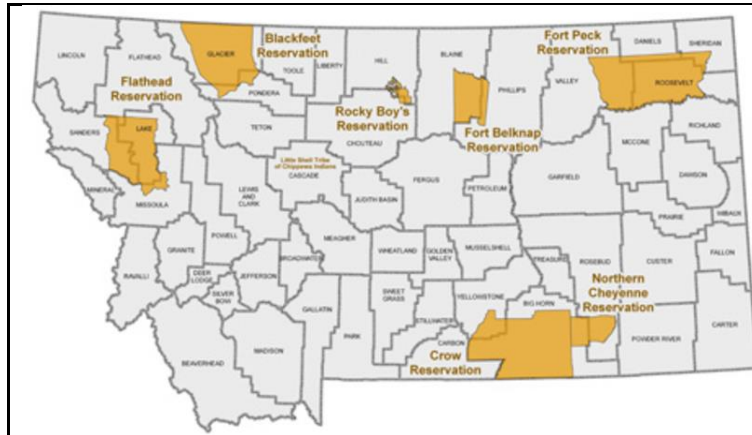 Blackfeet
Reservation
Fort Peck
Reservation
Flathead
Reservation
Rocky Boy's
Reservation
Fort Belknap
Reservation
Little Shell Tribe
of Chippewa Indians
Northern
Cheyenne
Reservation
Crow
Reservation
LINCOLN
FLATHEAD
GLACIER
TOOLE
LIBERTY
HILL
BLAINE
PHILLIPS
VALLEY
DANIELS
SHERIDAN
ROOSEVELT
PONDERA
TETON
CHOUTEAU
SANDERS
LAKE
MINERAL
MISSOULA
LEWIS
AND
CLARK
CASCADE
JUDITH BASIN
FERGUS
PETROLEUM
GARFIELD
MCCONE
RICHLAND
DAWSON
WIBAUX
PRAIRIE
POWELL
GRANITE
RAVALLI
DEER
LODGE
SILVER
BOW
JEFFERSON
BROADWATER
MEAGHER
WHEATLAND
GOLDEN
VALLEY
MUSSELSHELL
TREASURE
ROSEBUD
CUSTER
FALLON
BEAVERHEAD
MADISON
GALLATIN
PARK
SWEET
GRASS
STILLWATER
CARBON
YELLOWSTONE
BIG HORN
POWDER RIVER
CARTER